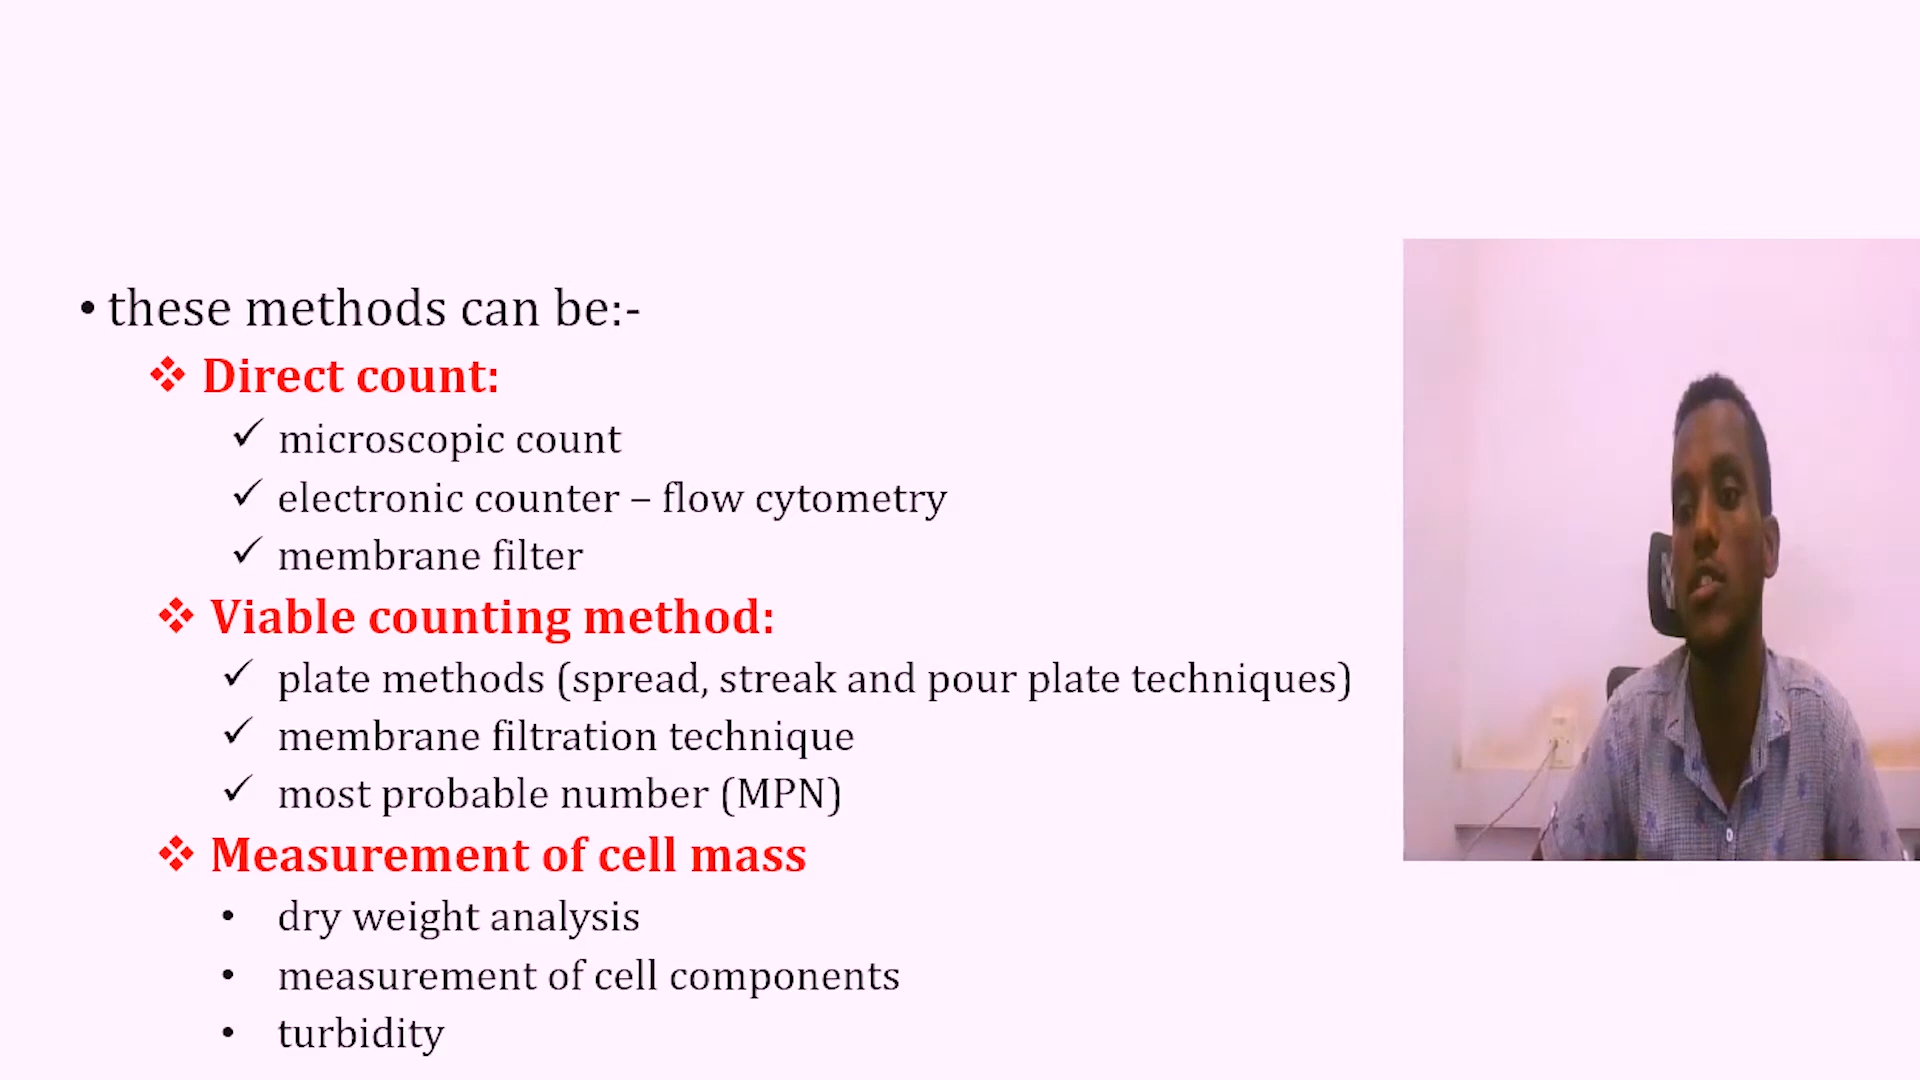 • these methods can be:-
❖ Direct count:
✓ microscopic count
✓ electronic counter – flow cytometry
✓ membrane filter
❖ Viable counting method:
✓ plate methods (spread, streak and pour plate techniques)
✓ membrane filtration technique
✓ most probable number (MPN)
❖ Measurement of cell mass
• dry weight analysis
• measurement of cell components
• turbidity